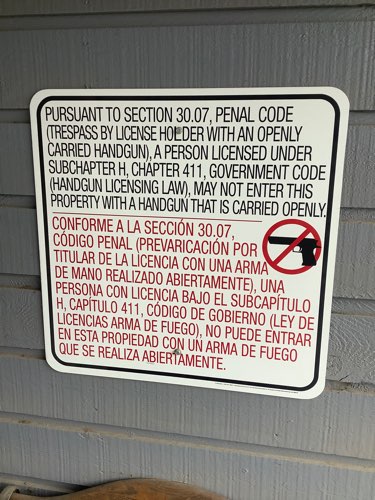 PURSUANT TO SECTION 30.07, PENAL CODE
(TRESPASS BY LICENSE HOLDER WITH AN OPENLY
CARRIED HANDGUN), A PERSON LICENSED UNDER
SUBCHAPTER H, CHAPTER 411, GOVERNMENT CODE
(HANDGUN LICENSING LAW), MAY NOT ENTER THIS
PROPERTY WITH A HANDGUN THAT IS CARRIED OPENLY.
CONFORME A LA SECCIÓN 30.07,
CÓDIGO PENAL (PREVARICACIÓN POR
TITULAR DE LA LICENCIA CON UNA ARMA
DE MANO REALIZADO ABIERTAMENTE), UNA
PERSONA CON LICENCIA BAJO EL SUBCAPÍTULO
H, CAPÍTULO 411, CÓDIGO DE GOBIERNO (LEY DE
LICENCIAS ARMA DE FUEGO), NO PUEDE ENTRAR
EN ESTA PROPIEDAD CON UN ARMA DE FUEGO
QUE SE REALIZA ABIERTAMENTE.